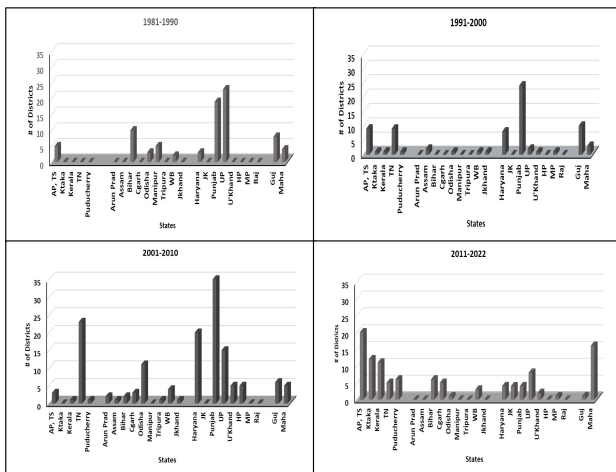 1981-1990
# of Districts
35
30
25
20
15
10
5
0
AP, TS
Ktaka
Kerala
TN
Puducherry
Arun Prad
Assam
Bihar
Cgarh
Odisha
Manipur
Tripura
WB
Jkhand
Haryana
JK
Punjab
UP
U'Khand
HP
MP
Raj
Guj
Maha
States
1991-2000
# of Districts
35
30
25
20
15
10
5
0
AP, TS
Ktaka
Kerala
TN
Puducherry
Arun Prad
Assam
Bihar
Cgarh
Odisha
Manipur
Tripura
WB
Jkhand
Haryana
JK
Punjab
UP
U'Khand
HP
MP
Raj
Guj
Maha
States
2001-2010
# of Districts
35
30
25
20
15
10
5
0
AP, TS
Ktaka
Kerala
TN
Puducherry
Arun Prad
Assam
Bihar
Cgarh
Odisha
Manipur
Tripura
WB
Jkhand
Haryana
JK
Punjab
UP
U'Khand
HP
MP
Raj
Guj
Maha
States
2011-2022
# of Districts
35
30
25
20
15
10
5
0
AP, TS
Ktaka
Kerala
TN
Puducherry
Arun Prad
Assam
Bihar
Cgarh
Odisha
Manipur
Tripura
WB
Jkhand
Haryana
JK
Punjab
UP
U'Khand
HP
MP
Raj
Guj
Maha
States